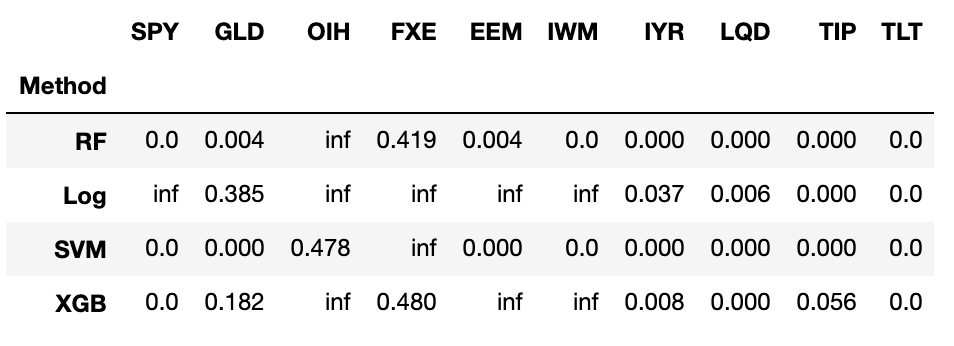 SPY GLD OIH FXE EEM IWM IYR LQD TIP TLT
Method
RF 0.0 0.004 inf 0.419 0.004 0.0 0.000 0.000 0.000 0.0
Log inf 0.385 inf inf inf inf 0.037 0.006 0.000 0.0
SVM 0.0 0.000 0.478 inf 0.000 0.0 0.000 0.000 0.000 0.0
XGB 0.0 0.182 inf 0.480 inf inf 0.008 0.000 0.056 0.0